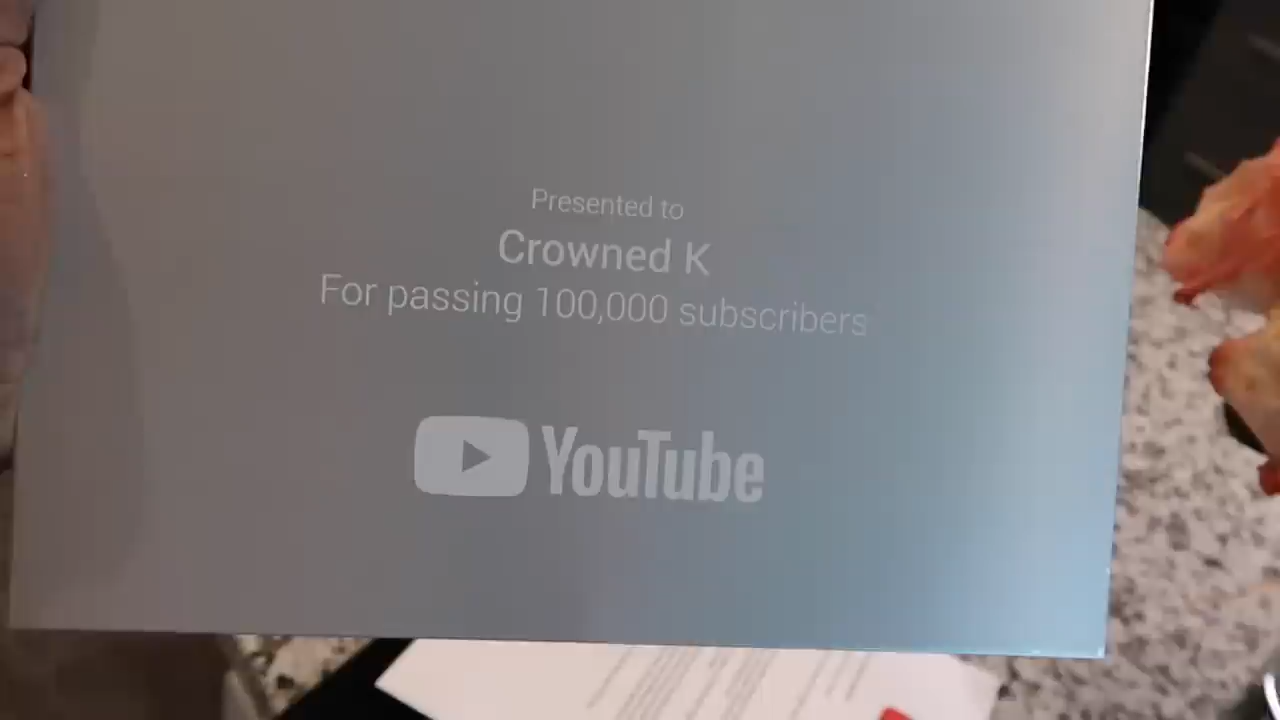 Presented to
Crowned K
For passing 100,000 subscribers
YouTube